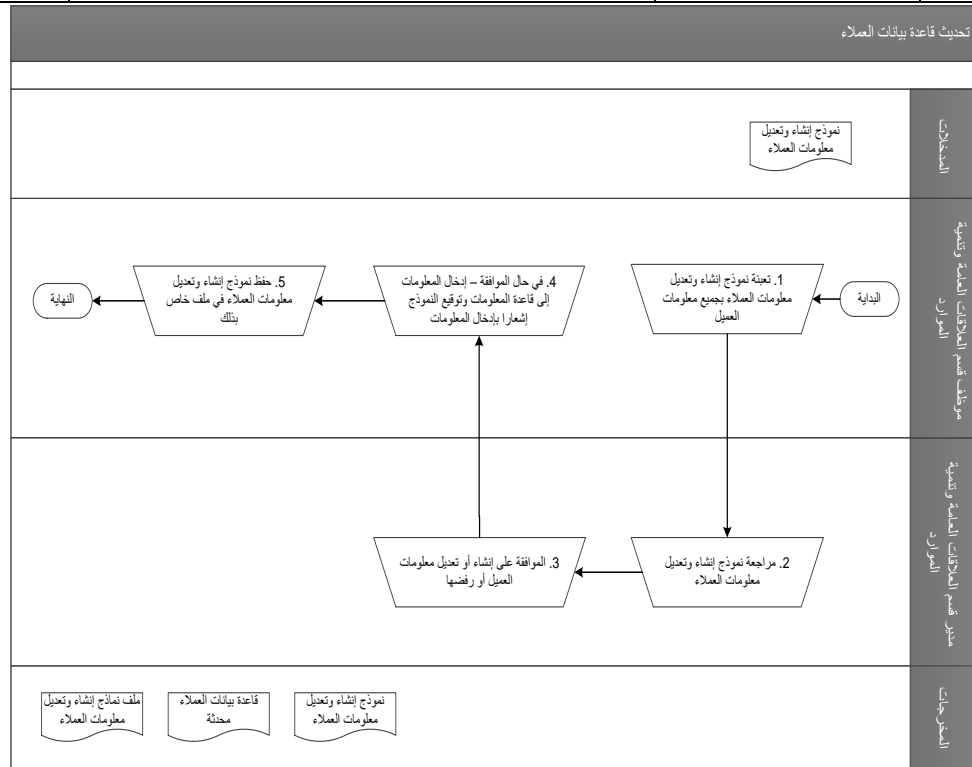 تحديث قاعدة بيانات العملاء
المدخلات
نموذج إنشاء وتعديل
معلومات العملاء
موظف قسم العلاقات العامة وتنمية
الموارد
البداية
1. تعبئة نموذج إنشاء وتعديل
معلومات العملاء بجميع معلومات
العميل
4. في حال الموافقة – إدخال المعلومات
إلى قاعدة المعلومات وتوقيع النموذج
إشعارا بإدخال المعلومات
5. حفظ نموذج إنشاء وتعديل
معلومات العملاء في ملف خاص
بذلك
النهاية
مدير قسم العلاقات العامة وتنمية
الموارد
2. مراجعة نموذج إنشاء وتعديل
معلومات العملاء
3. الموافقة على إنشاء أو تعديل معلومات
العميل أو رفضها
المخرجات
نموذج إنشاء وتعديل
معلومات العملاء
قاعدة بيانات العملاء
محدثة
ملف نماذج إنشاء وتعديل
معلومات العملاء